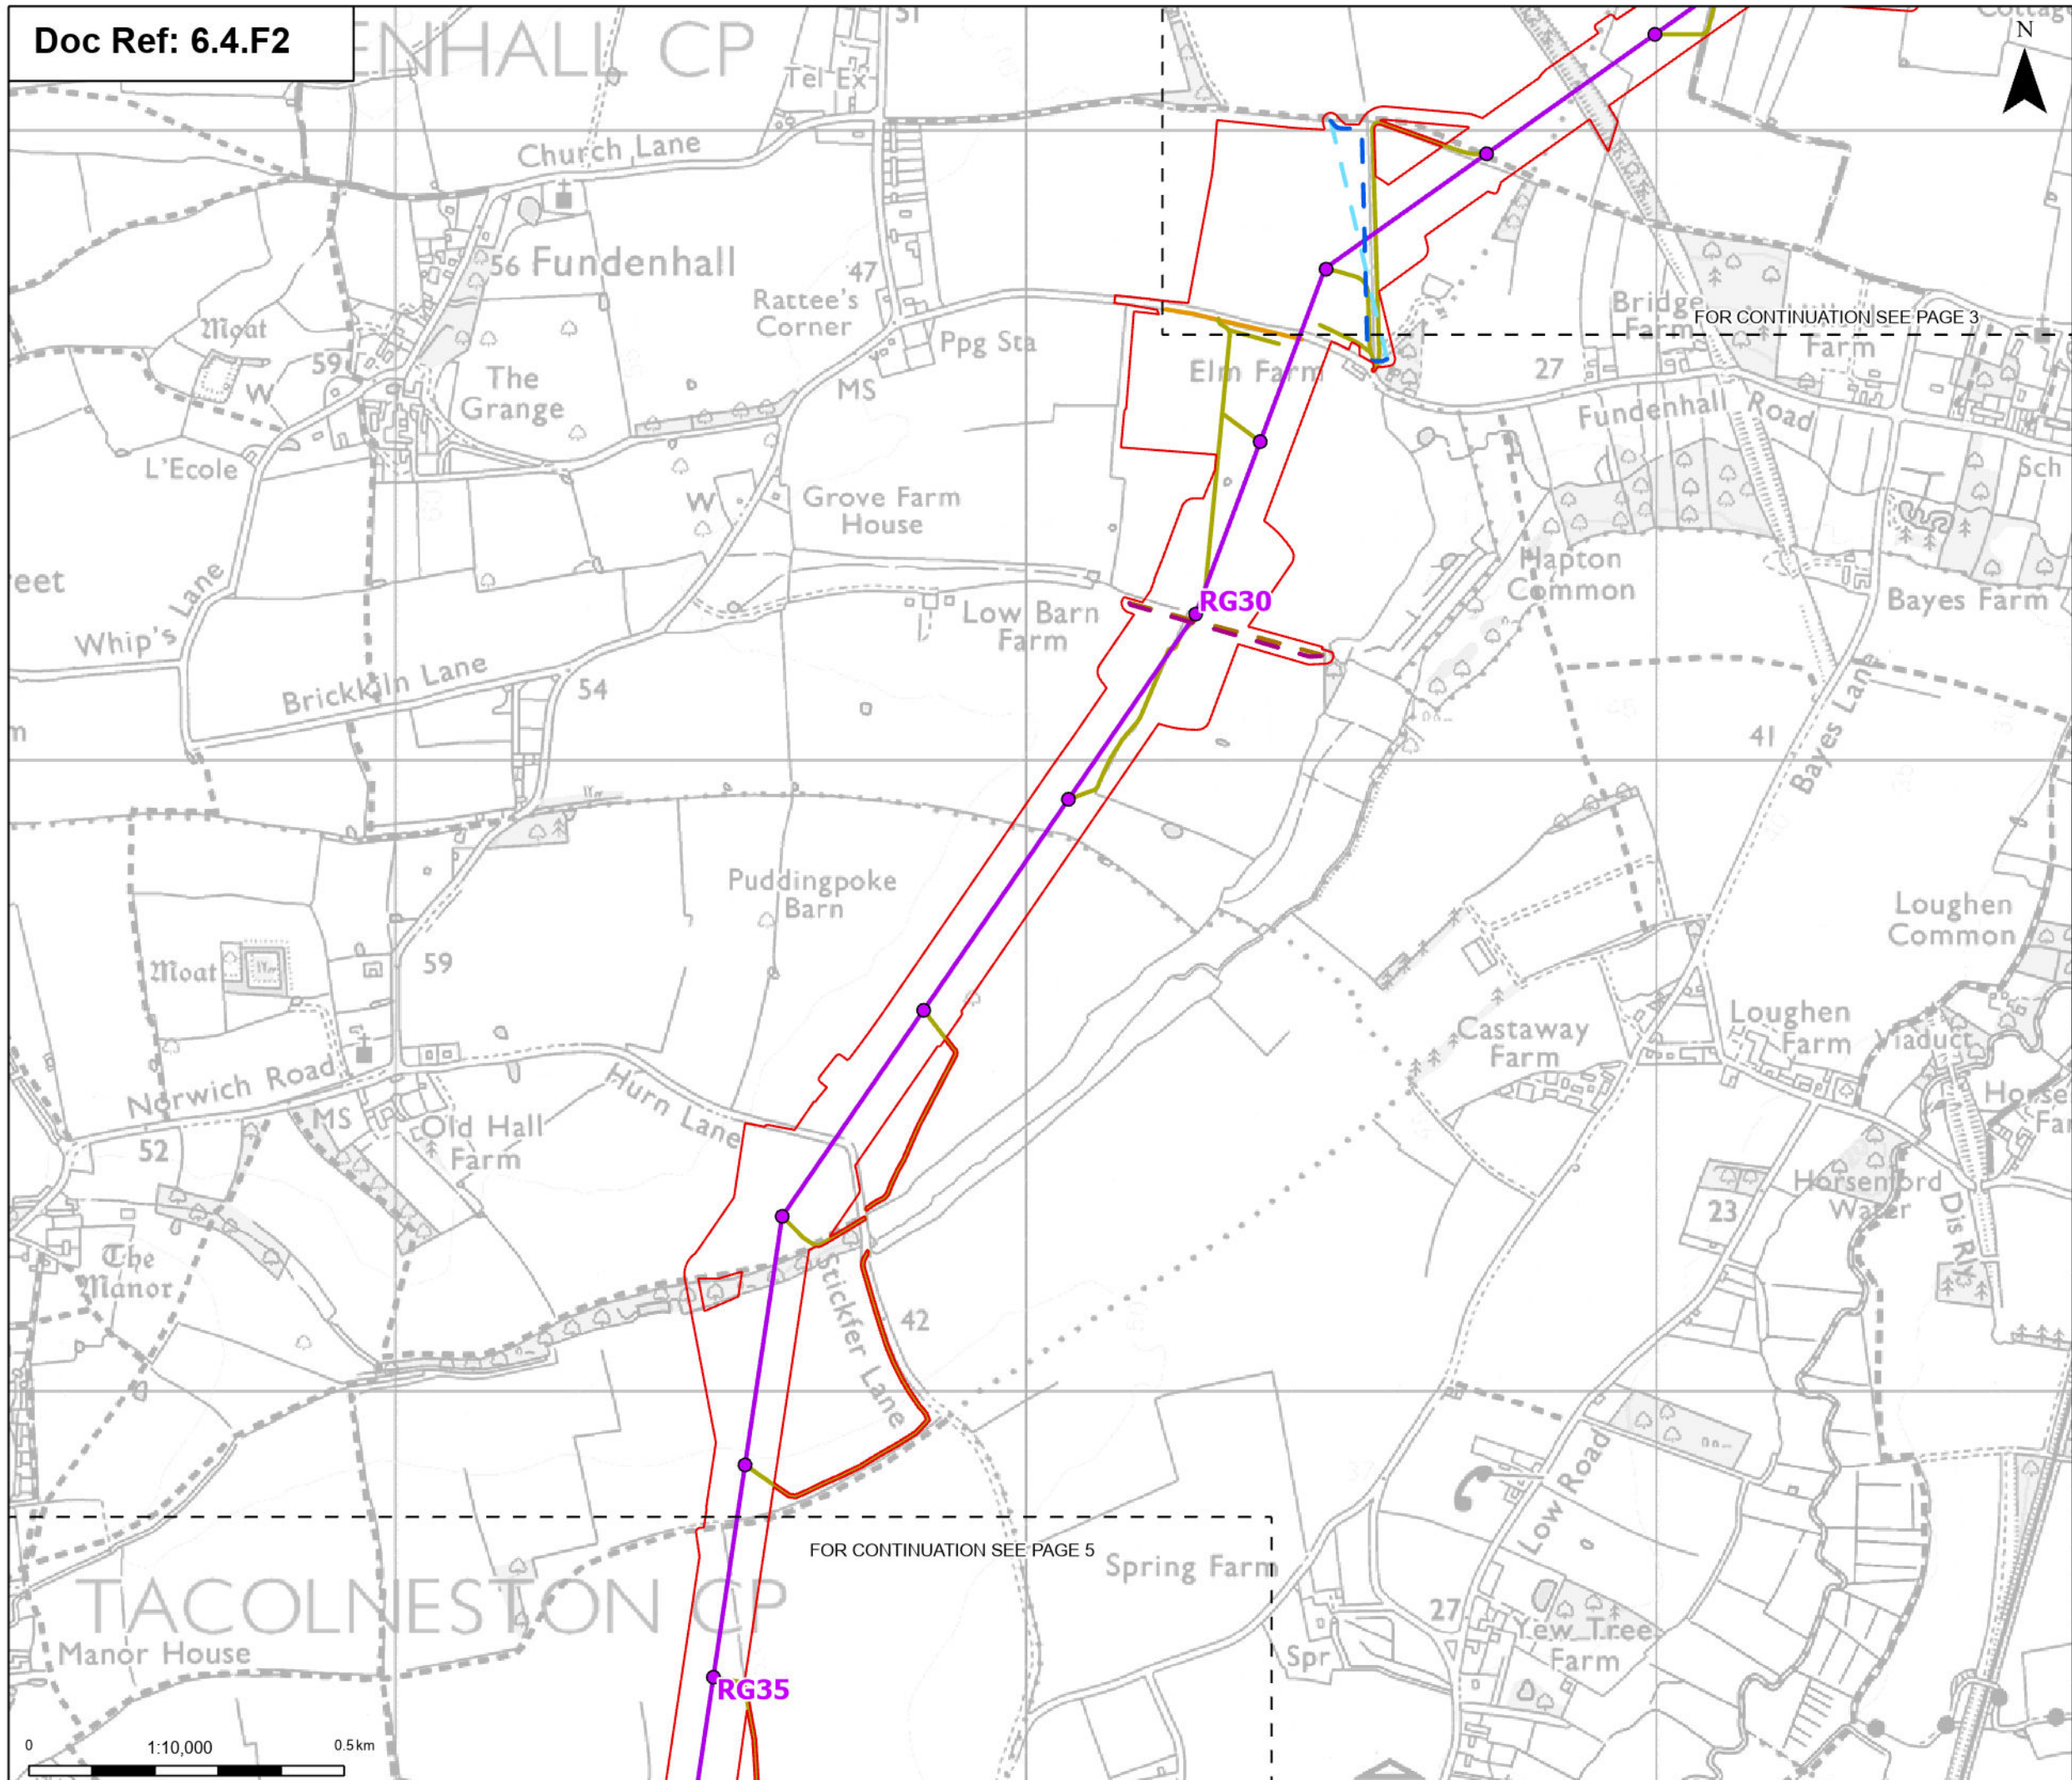 Doc Ref: 6.4.F2
ENHALL CP
51
Tel Ex
N
Church Lane
56 Fundenhall
47
Rattee's
Corner
Ppg Sta
Moat
59
W
The
Grange
MS
Elm Farm
Bridge
Farm
FOR CONTINUATION SEE PAGE 3
Farm
27
Fundenhall Road
L'Ecole
Sch
W
Grove Farm
House
Hapton
Common
eet
Whip's Lane
Low Barn
Farm
RG30
Bayes Farm
Brickkiln Lane
54
m
41
Bayes Lane
Puddingpoke
Barn
Loughen
Common
Moat
59
Castaway
Farm
Loughen
Farm
Viaduct
Norwich Road
MS
52
Old Hall
Farm
Hurn Lane
Horse
Fa
Horsenford
Water
23
Dis Rly
The
Manor
Stickfer Lane
42
Low Road
FOR CONTINUATION SEE PAGE 5
Spring Farm
TACOLNESTON CP
Manor House
27
Yew Tree
Farm
Spr
RG35
0
1:10,000
0.5 km